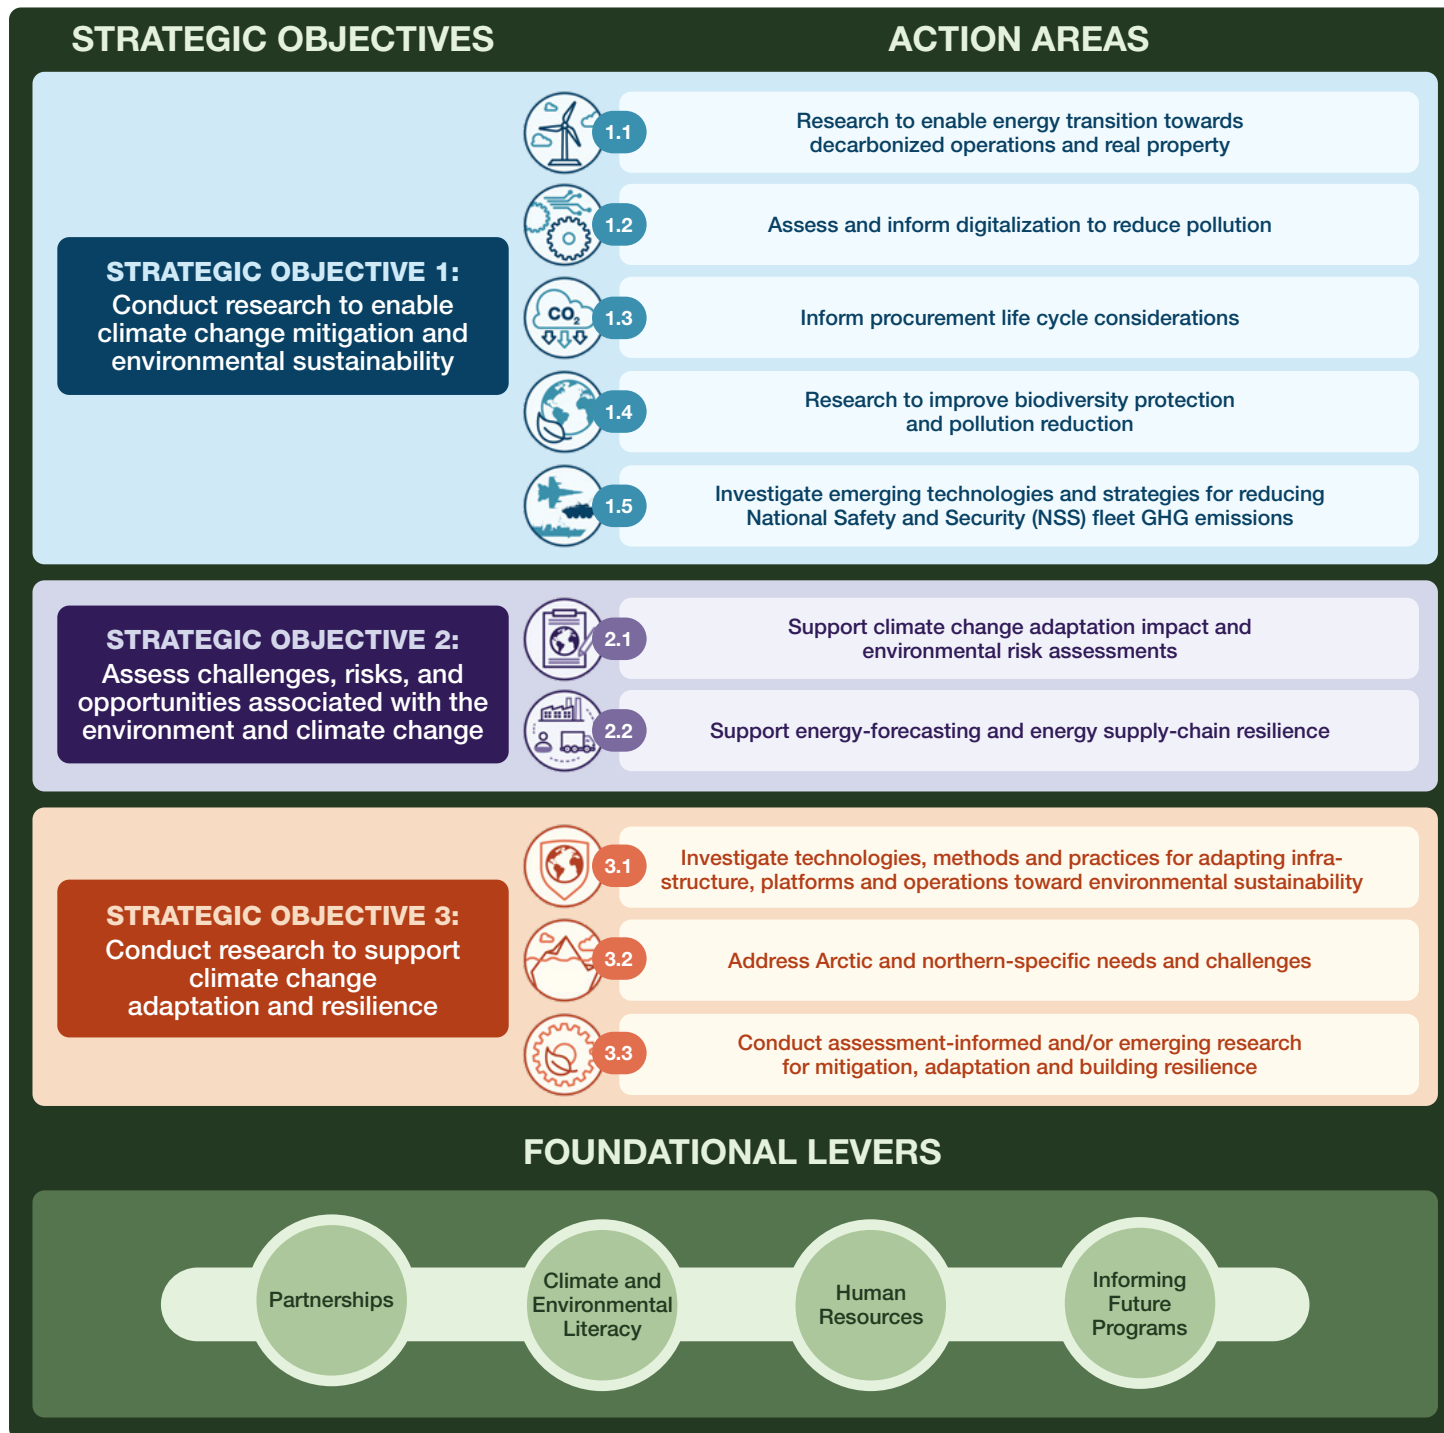 STRATEGIC OBJECTIVES
ACTION AREAS
STRATEGIC OBJECTIVE 1:
Conduct research to enable
climate change mitigation and
environmental sustainability
1.1
Research to enable energy transition towards
decarbonized operations and real property
1.2
Assess and inform digitalization to reduce pollution
CO2
1.3
Inform procurement life cycle considerations
1.4
Research to improve biodiversity protection
and pollution reduction
1.5
Investigate emerging technologies and strategies for reducing
National Safety and Security (NSS) fleet GHG emissions
STRATEGIC OBJECTIVE 2:
Assess challenges, risks, and
opportunities associated with the
environment and climate change
2.1
Support climate change adaptation impact and
environmental risk assessments
2.2
Support energy-forecasting and energy supply-chain resilience
STRATEGIC OBJECTIVE 3:
Conduct research to support
climate change
adaptation and resilience
3.1
Investigate technologies, methods and practices for adapting infra-
structure, platforms and operations toward environmental sustainability
3.2
Address Arctic and northern-specific needs and challenges
3.3
Conduct assessment-informed and/or emerging research
for mitigation, adaptation and building resilience
FOUNDATIONAL LEVERS
Partnerships
Climate and
Environmental
Literacy
Human
Resources
Informing
Future
Programs